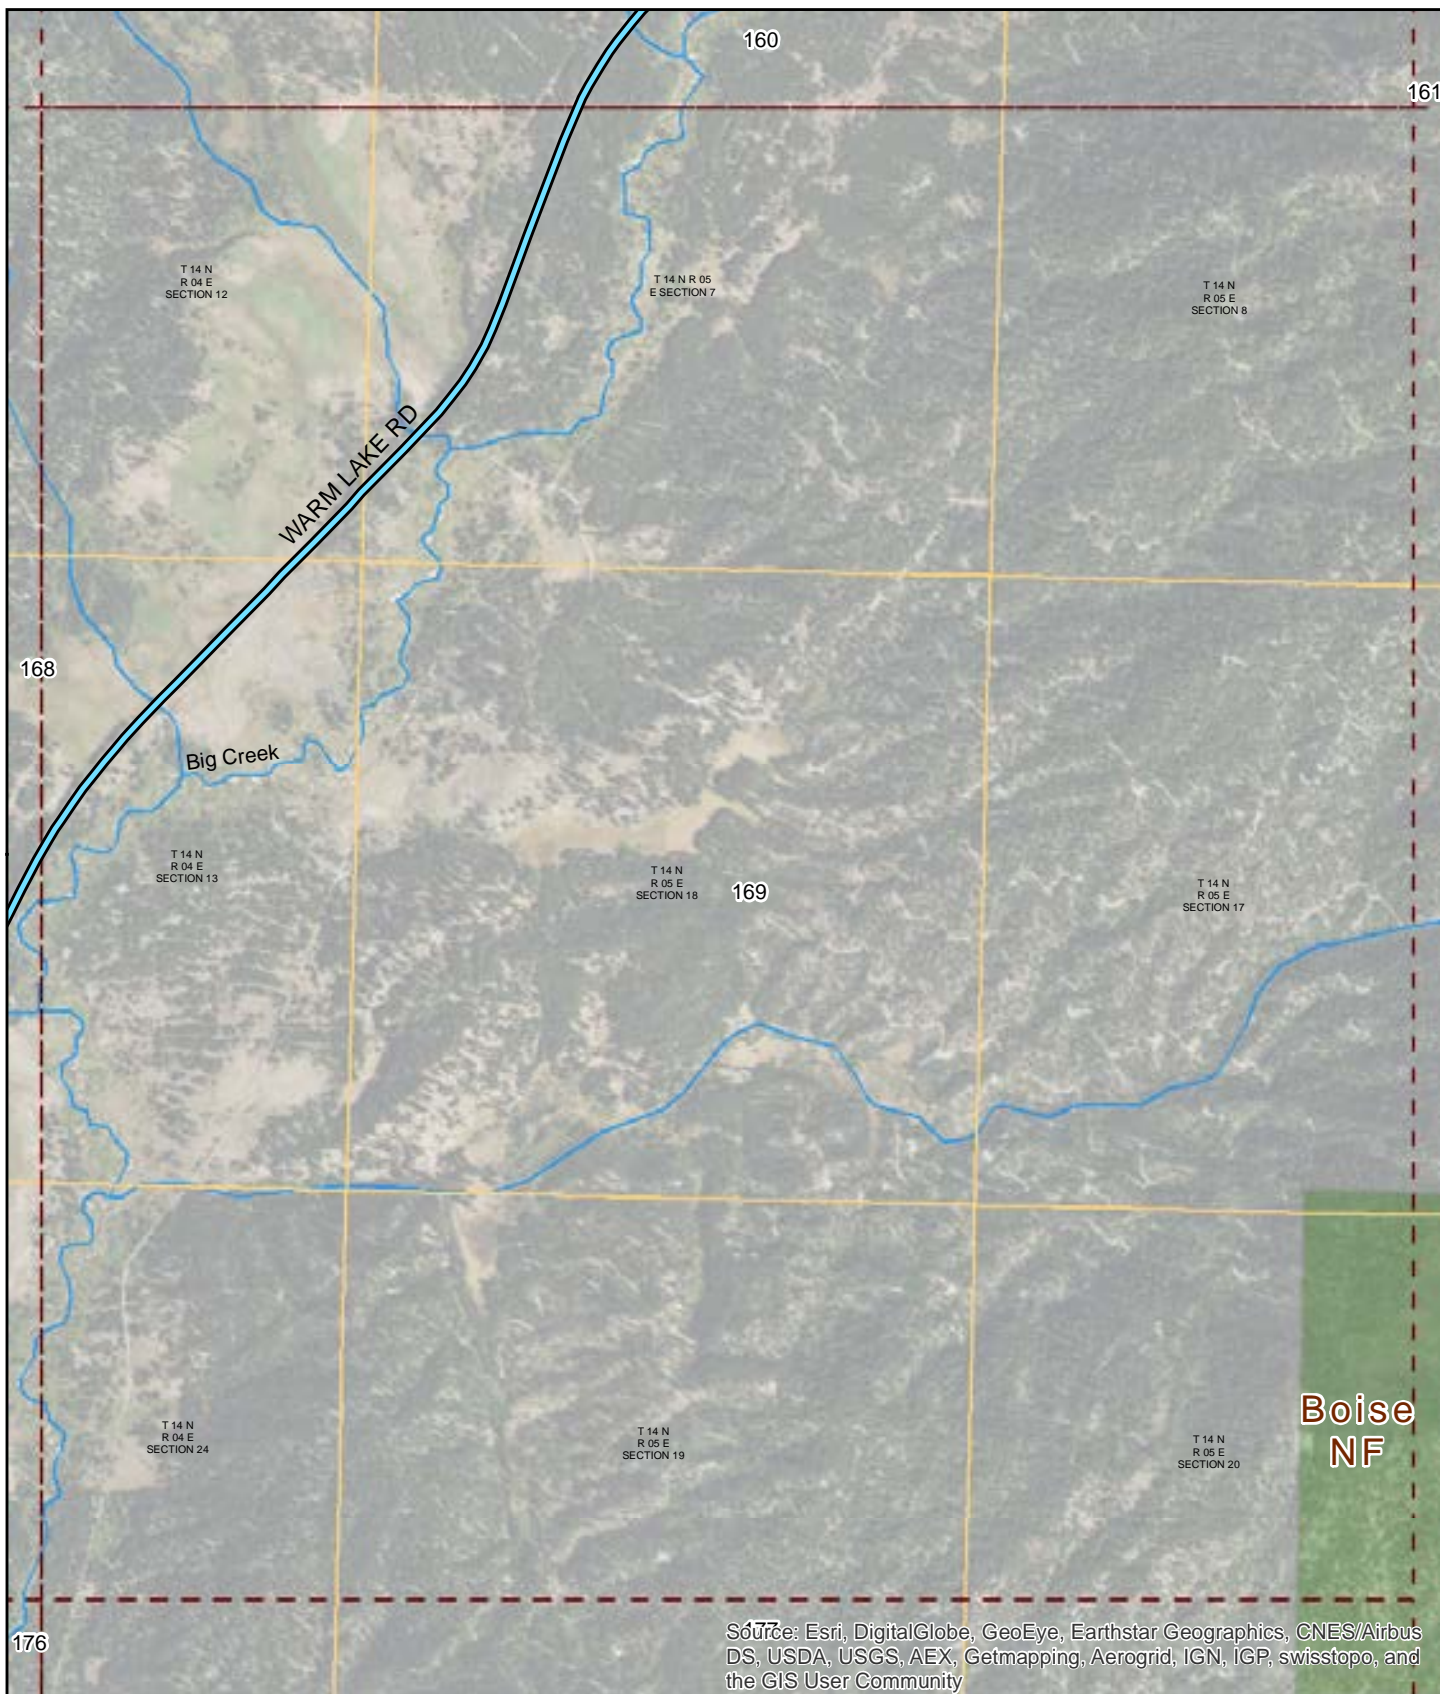 160
161
T 14 N
R 04 E
SECTION 12
T 14 N R 05
E SECTION 7
T 14 N
R 05 E
SECTION 8
WARM LAKE RD
168
Big Creek
T 14 N
R 04 E
SECTION 13
T 14 N
R 05 E
SECTION 18
169
T 14 N
R 05 E
SECTION 17
T 14 N
R 04 E
SECTION 24
T 14 N
R 05 E
SECTION 19
T 14 N
R 05 E
SECTION 20
Boise
NF
176
177
Source: Esri, DigitalGlobe, GeoEye, Earthstar Geographics, CNES/Airbus
DS, USDA, USGS, AEX, Getmapping, Aerogrid, IGN, IGP, swisstopo, and
the GIS User Community